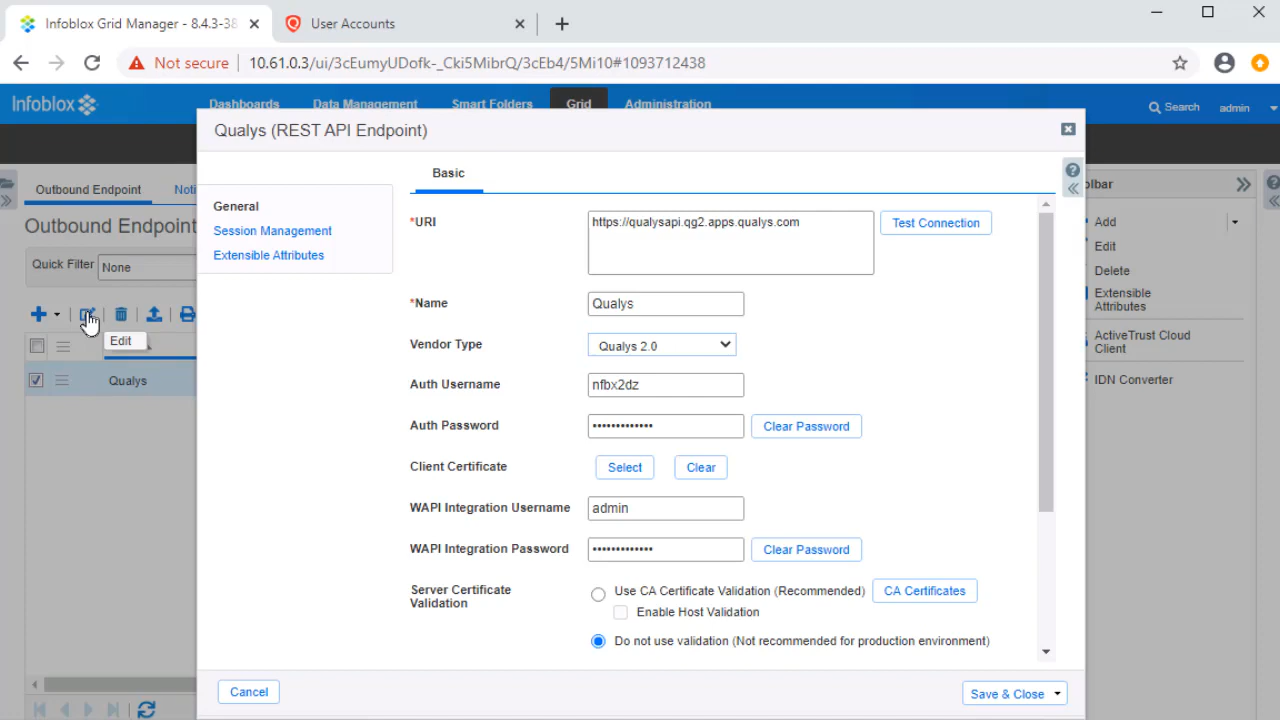 Infoblox Grid Manager - 8.4.3-38
User Accounts
Not secure
10.61.0.3/ui/3cEumyUDofk-_Cki5MibrQ/3cEb4/5Mi10#1093712438
Infoblox
Dashboards
Data Management
Smart Folders
Grid
Administration
Search
admin
Qualys (REST API Endpoint)
Outbound Endpoint
Noti
Outbound Endpoint
Quick Filter
None
Edit
Qualys
General
Session Management
Extensible Attributes
Basic
*URI
https://qualysapi.qg2.apps.qualys.com
Test Connection
*Name
Qualys
Vendor Type
Qualys 2.0
Auth Username
nfbx2dz
Auth Password
•••••••••••••
Clear Password
Client Certificate
Select
Clear
WAPI Integration Username
admin
WAPI Integration Password
•••••••••••••
Clear Password
Server Certificate
Validation
Use CA Certificate Validation (Recommended)
CA Certificates
Enable Host Validation
Do not use validation (Not recommended for production environment)
Cancel
Save & Close
lbar
Add
Edit
Delete
Extensible
Attributes
ActiveTrust Cloud
Client
IDN Converter